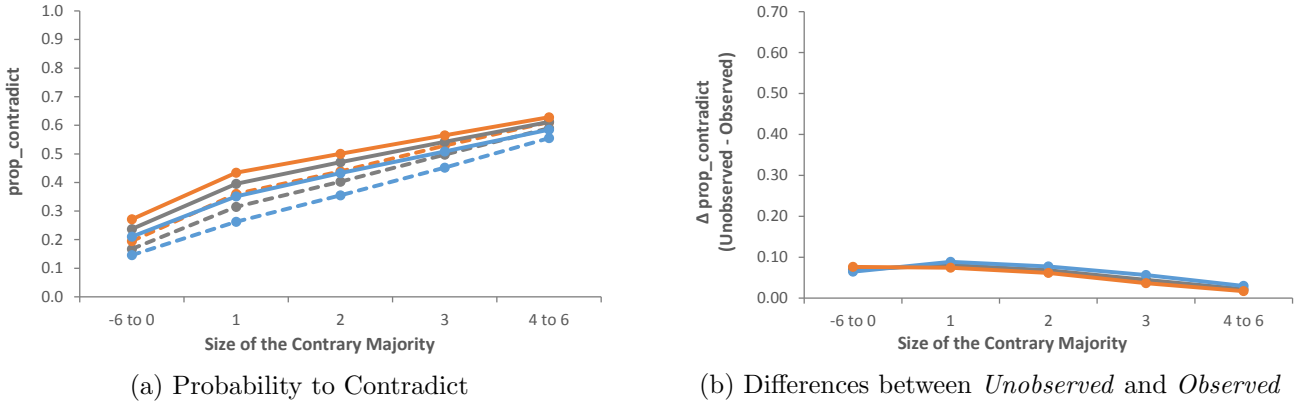 prop_contradict
1.0
0.9
0.8
0.7
0.6
0.5
0.4
0.3
0.2
0.1
0.0
-6 to 0 1 2 3 4 to 6
Size of the Contrary Majority
(a) Probability to Contradict
Δ prop_contradict
(Unobserved - Observed)
0.70
0.60
0.50
0.40
0.30
0.20
0.10
0.00
-6 to 0 1 2 3 4 to 6
Size of the Contrary Majority
(b) Differences between Unobserved and Observed